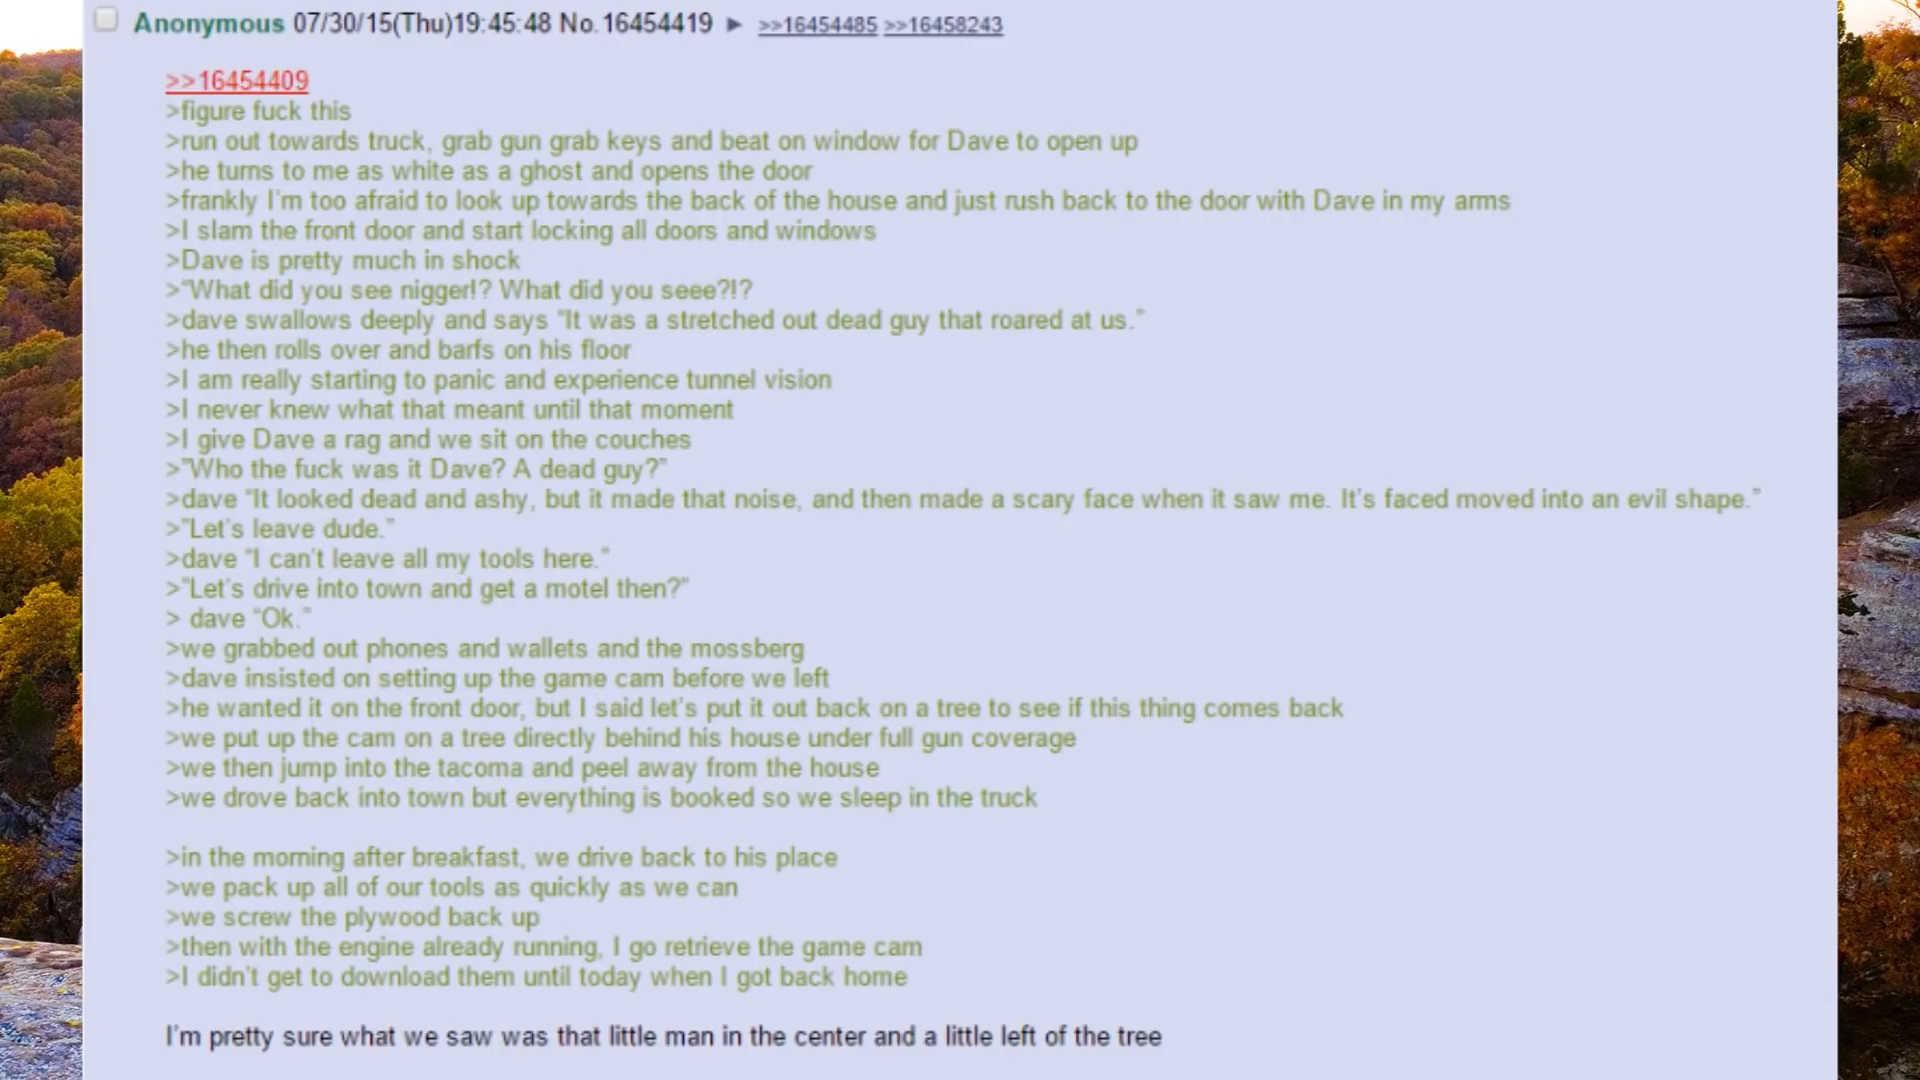 Anonymous 07/30/15(Thu)19:45:48 No.16454419 ▶ >>16454485 >>16458243
>>16454409
>figure fuck this
>run out towards truck, grab gun grab keys and beat on window for Dave to open up
>he turns to me as white as a ghost and opens the door
>frankly I'm too afraid to look up towards the back of the house and just rush back to the door with Dave in my arms
>I slam the front door and start locking all doors and windows
>Dave is pretty much in shock
>"What did you see nigger!? What did you seee?!?
>dave swallows deeply and says "It was a stretched out dead guy that roared at us."
>he then rolls over and barfs on his floor
>I am really starting to panic and experience tunnel vision
>I never knew what that meant until that moment
>I give Dave a rag and we sit on the couches
>"Who the fuck was it Dave? A dead guy?"
>dave "It looked dead and ashy, but it made that noise, and then made a scary face when it saw me. It's faced moved into an evil shape."
>"Let's leave dude."
>dave "I can't leave all my tools here."
>"Let's drive into town and get a motel then?"
> dave "Ok."
>we grabbed out phones and wallets and the mossberg
>dave insisted on setting up the game cam before we left
>he wanted it on the front door, but I said let's put it out back on a tree to see if this thing comes back
>we put up the cam on a tree directly behind his house under full gun coverage
>we then jump into the tacoma and peel away from the house
>we drove back into town but everything is booked so we sleep in the truck
>in the morning after breakfast, we drive back to his place
>we pack up all of our tools as quickly as we can
>we screw the plywood back up
>then with the engine already running, I go retrieve the game cam
>I didn't get to download them until today when I got back home
I'm pretty sure what we saw was that little man in the center and a little left of the tree